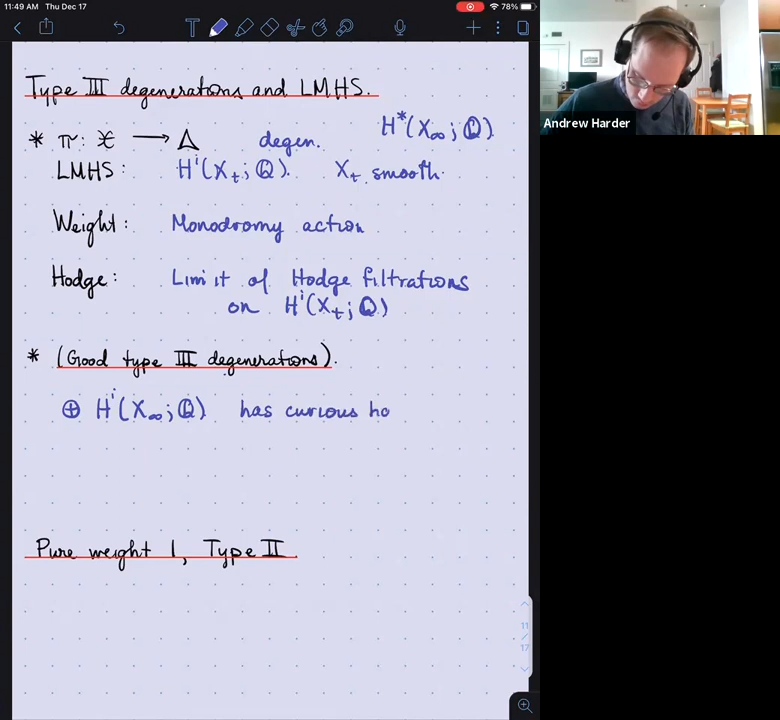 11:49 AM Thu Dec 17
78%
Type III degenerations and LMHS.
* π: 𝒳 ⟶ Δ degen. H*(X∞; ℚ)
LMHS: Hⁱ(Xₜ; ℚ). Xₜ smooth.
Weight: Monodromy action
Hodge: Limit of Hodge filtrations
on Hⁱ(Xₜ; ℚ)
* (Good type III degenerations).
⊕ Hⁱ(X∞; ℚ) has curious ho
Pure weight 1, Type II.
11
/
17
Andrew Harder